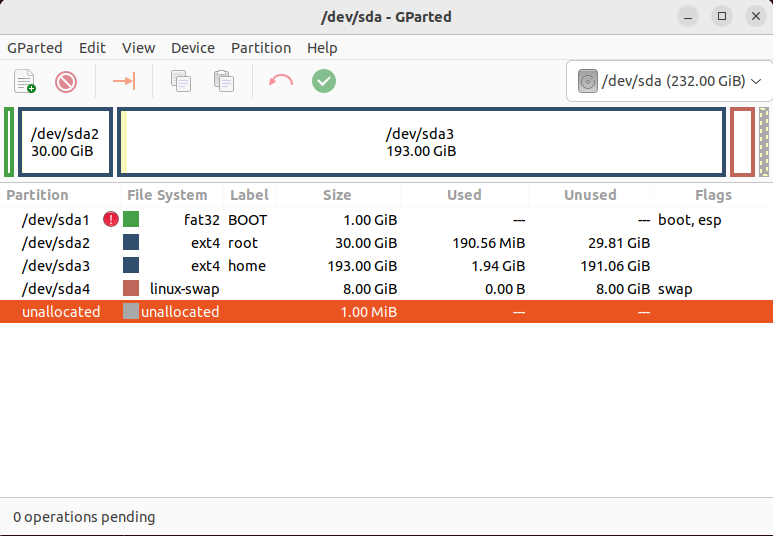 /dev/sda - GParted
GParted Edit View Device Partition Help
/dev/sda (232.00 GiB)
/dev/sda2
30.00 GiB
/dev/sda3
193.00 GiB
Partition File System Label Size Used Unused Flags
/dev/sda1 fat32 BOOT 1.00 GiB --- --- boot, esp
/dev/sda2 ext4 root 30.00 GiB 190.56 MiB 29.81 GiB
/dev/sda3 ext4 home 193.00 GiB 1.94 GiB 191.06 GiB
/dev/sda4 linux-swap 8.00 GiB 0.00 B 8.00 GiB swap
unallocated unallocated 1.00 MiB --- ---
0 operations pending